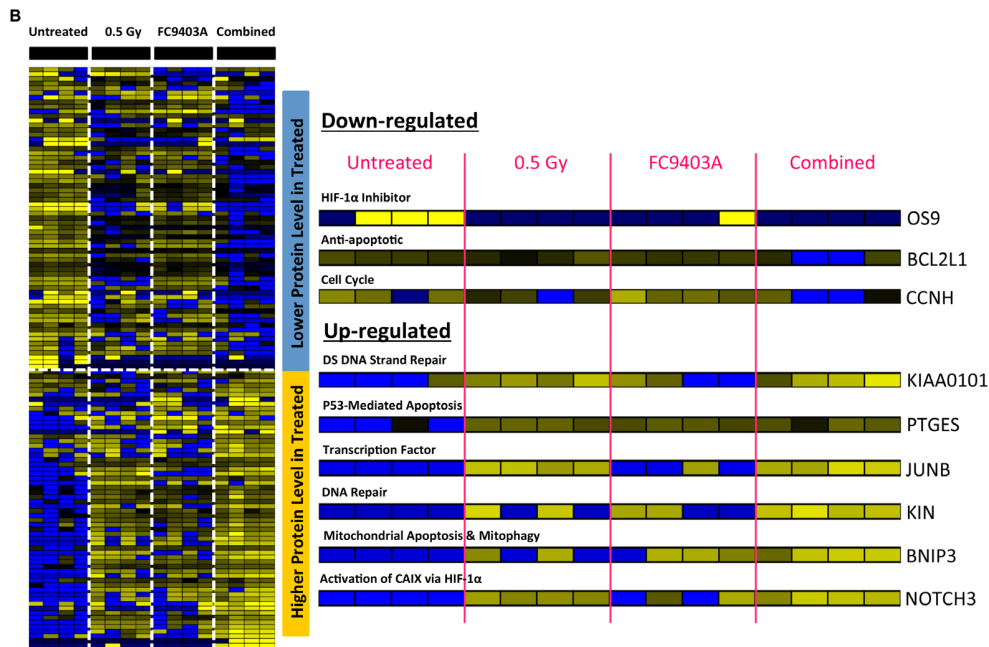 B
Untreated 0.5 Gy FC9403A Combined
Lower Protein Level in Treated
Higher Protein Level in Treated
Down-regulated
Untreated 0.5 Gy FC9403A Combined
HIF-1α Inhibitor
OS9
Anti-apoptotic
BCL2L1
Cell Cycle
CCNH
Up-regulated
DS DNA Strand Repair
KIAA0101
P53-Mediated Apoptosis
PTGES
Transcription Factor
JUNB
DNA Repair
KIN
Mitochondrial Apoptosis & Mitophagy
BNIP3
Activation of CAIX via HIF-1α
NOTCH3